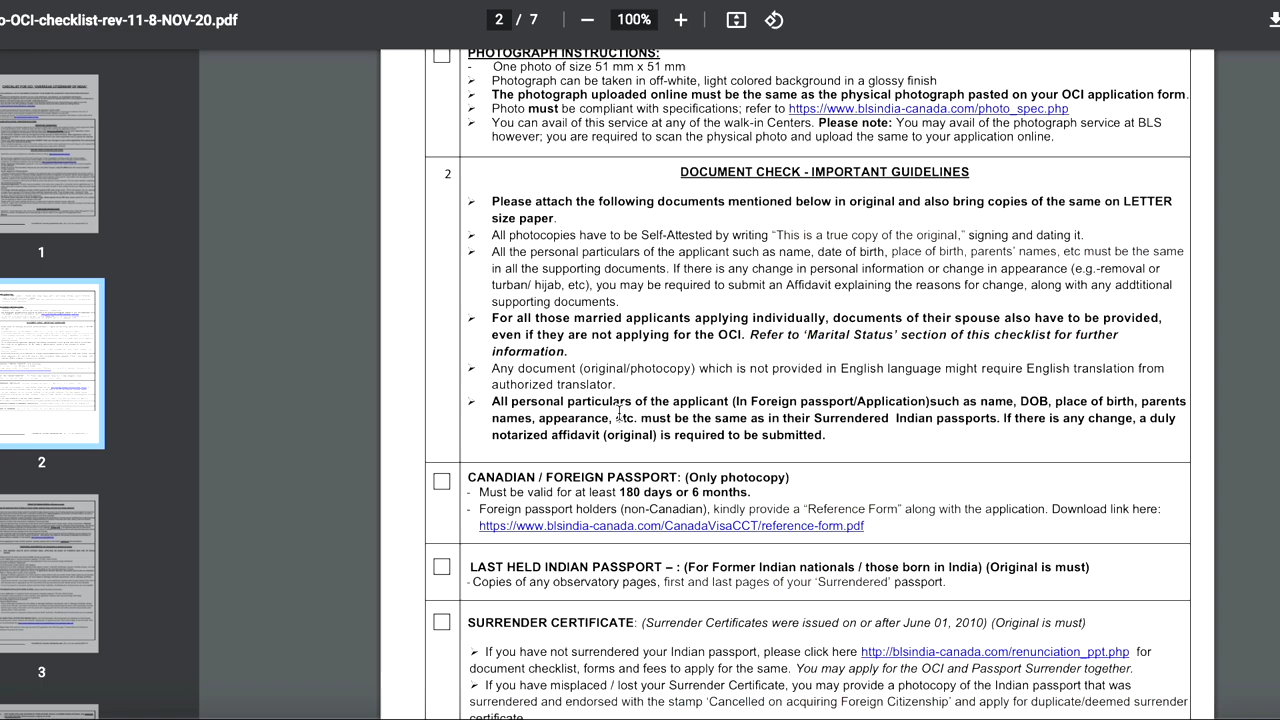 o-OCI-checklist-rev-11-8-NOV-20.pdf
2 / 7
100%
1
2
3
PHOTOGRAPH INSTRUCTIONS:
- One photo of size 51 mm x 51 mm
Photograph can be taken in off-white, light colored background in a glossy finish
The photograph uploaded online must be the same as the physical photograph pasted on your OCI application form.
Photo must be compliant with specifications on https://www.blsindia-canada.com/photo_spec.php
You can avail of this service at any of the walk-in Centers. Please note: You may avail of the photograph service at BLS
however; you are required to scan the physical photo and upload the same to your application online.
2
DOCUMENT CHECK - IMPORTANT GUIDELINES
Please attach the following documents mentioned below in original and also bring copies of the same on LETTER
size paper.
All photocopies have to be Self-Attested by writing “This is a true copy of the original,” signing and dating it.
All the personal particulars of the applicant such as name, date of birth, place of birth, parents’ names, etc must be the same
in all the supporting documents. If there is any change in personal information or change in appearance (e.g.-removal or
turban/ hijab, etc), you may be required to submit an Affidavit explaining the reasons for change, along with any additional
supporting documents.
For all those married applicants applying individually, documents of their spouse also have to be provided,
even if they are not applying for the OCI. Refer to ‘Marital Status’ section of this checklist for further
information.
Any document (original/photocopy) which is not provided in English language might require English translation from
authorized translator.
All personal particulars of the applicant (In Foreign passport/Application)such as name, DOB, place of birth, parents
names, appearance, etc. must be the same as in their Surrendered Indian passports. If there is any change, a duly
notarized affidavit (original) is required to be submitted.
CANADIAN / FOREIGN PASSPORT: (Only photocopy)
- Must be valid for at least 180 days or 6 months.
- Foreign passport holders (non-Canadian), kindly provide a “Reference Form” along with the application. Download link here:
https://www.blsindia-canada.com/CanadaVisaCCT/reference-form.pdf
LAST HELD INDIAN PASSPORT – : (For Former Indian nationals / those born in India) (Original is must)
- Copies of any observatory pages, first and last pages of your ‘Surrendered’ passport.
SURRENDER CERTIFICATE: (Surrender Certificates were issued on or after June 01, 2010) (Original is must)
If you have not surrendered your Indian passport, please click here http://blsindia-canada.com/renunciation_ppt.php for
document checklist, forms and fees to apply for the same. You may apply for the OCI and Passport Surrender together.
If you have misplaced / lost your Surrender Certificate, you may provide a photocopy of the Indian passport that was
surrendered and endorsed with the stamp ‘Cancelled on acquiring Foreign Citizenship’ and apply for duplicate/deemed surrender
certificate